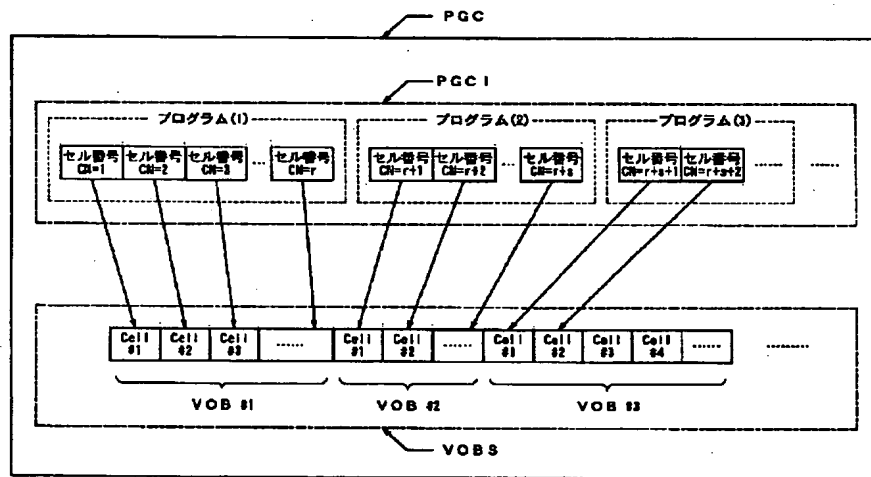 PGC
PGCI
プログラム(1) プログラム(2) プログラム(3)
セル番号 セル番号 セル番号 セル番号 セル番号 セル番号 セル番号 セル番号 セル番号
CN=1 CN=2 CN=3 ... CN=r CN=r+1 CN=r+2 ... CN=r+s CN=r+s+1 CN=r+s+2 ...... ......
Cell Cell Cell ...... Cell Cell ...... Cell Cell Cell Cell ...... .........
#1 #2 #3 #1 #2 #1 #2 #3 #4
VOB #1 VOB #2 VOB #3
VOBS